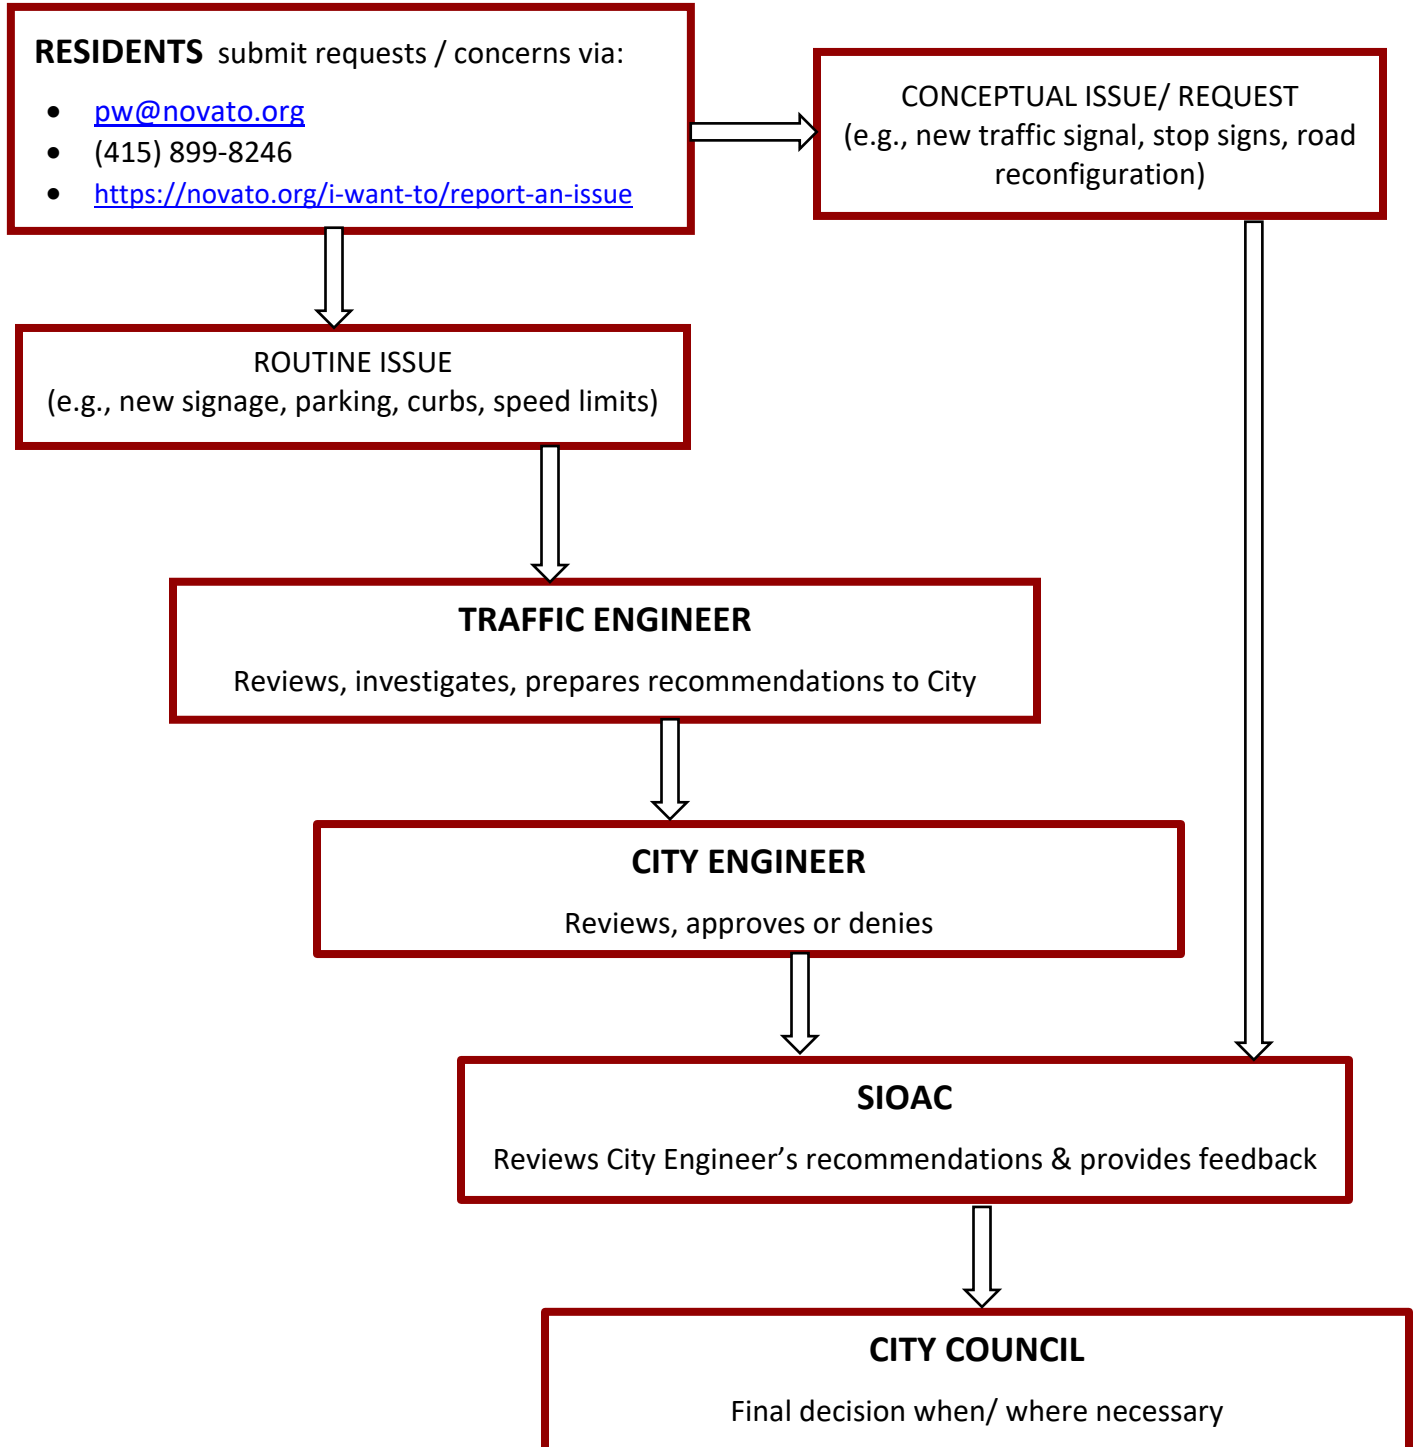 RESIDENTS submit requests / concerns via:
• pw@novato.org
• (415) 899-8246
• https://novato.org/i-want-to/report-an-issue
CONCEPTUAL ISSUE/ REQUEST
(e.g., new traffic signal, stop signs, road
reconfiguration)
ROUTINE ISSUE
(e.g., new signage, parking, curbs, speed limits)
TRAFFIC ENGINEER
Reviews, investigates, prepares recommendations to City
CITY ENGINEER
Reviews, approves or denies
SIOAC
Reviews City Engineer’s recommendations & provides feedback
CITY COUNCIL
Final decision when/ where necessary